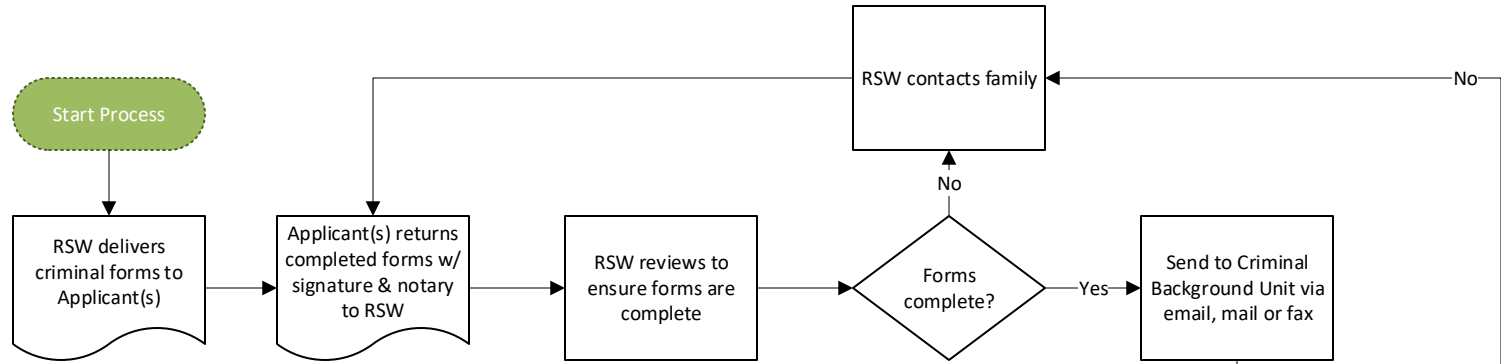 RSW contacts family
No
Start Process
No
RSW delivers
criminal forms to
Applicant(s)
Applicant(s) returns
completed forms w/
signature & notary
to RSW
RSW reviews to
ensure forms are
complete
Forms
complete?
Yes
Send to Criminal
Background Unit via
email, mail or fax